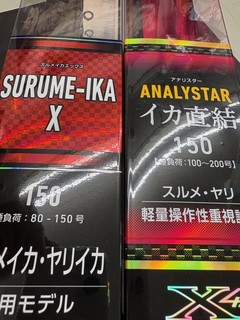 スルメイカエックス
SURUME-IKA
X
150
負荷：80-150号
メイカ・ヤリイカ
用モデル
アナリスター
ANALYSTAR
イカ直結
150
負荷：100~200号
スルメ・ヤリ
軽量操作性重視
X